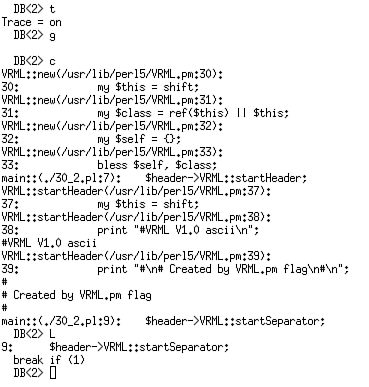 DB<2> t
Trace = on
DB<2> g

DB<2> c
VRML::new(/usr/lib/perl5/VRML.pm:30):
30:             my $this = shift;
VRML::new(/usr/lib/perl5/VRML.pm:31):
31:             my $class = ref($this) || $this;
VRML::new(/usr/lib/perl5/VRML.pm:32):
32:             my $self = {};
VRML::new(/usr/lib/perl5/VRML.pm:33):
33:             bless $self, $class;
main::(./30_2.pl:7):    $header->VRML::startHeader;
VRML::startHeader(/usr/lib/perl5/VRML.pm:37):
37:             my $this = shift;
VRML::startHeader(/usr/lib/perl5/VRML.pm:38):
38:             print "#VRML V1.0 ascii\n";
#VRML V1.0 ascii
VRML::startHeader(/usr/lib/perl5/VRML.pm:39):
39:             print "#\n# Created by VRML.pm flag\n#\n";
#
# Created by VRML.pm flag
#
main::(./30_2.pl:9):    $header->VRML::startSeparator;
DB<2> L
9:      $header->VRML::startSeparator;
break if (1)
DB<2>